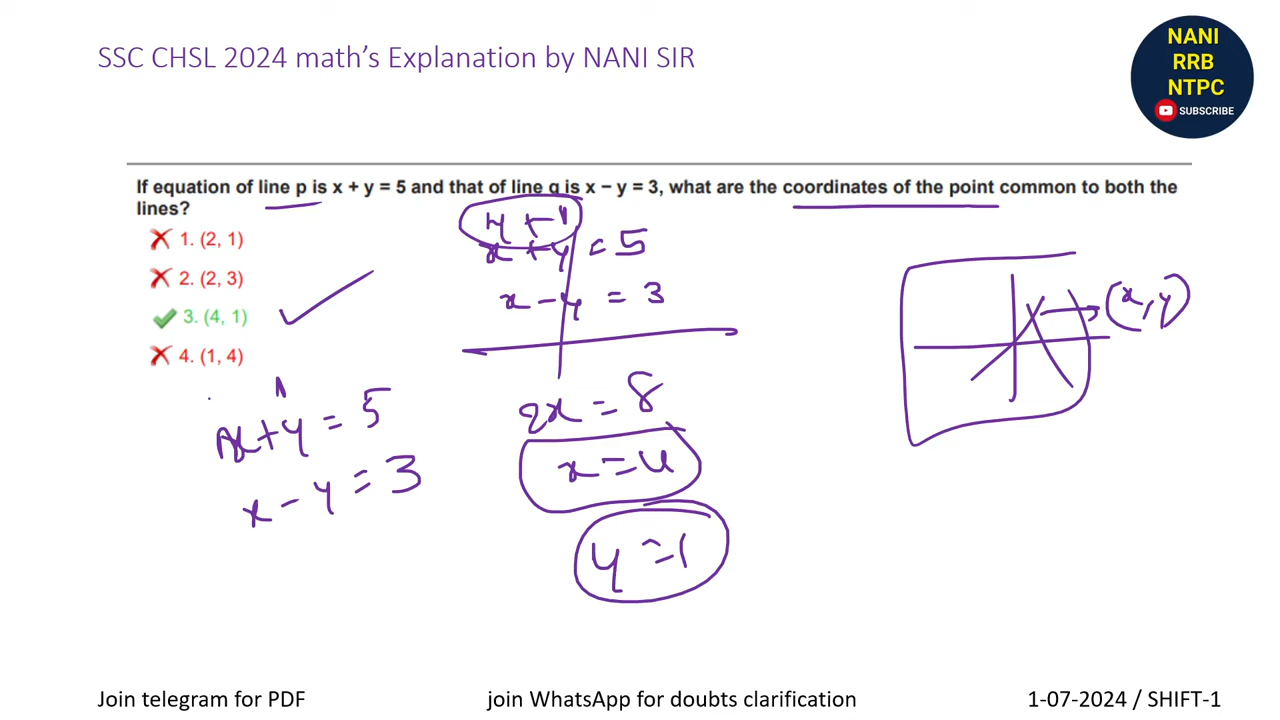 SSC CHSL 2024 math's Explanation by NANI SIR
NANI
RRB
NTPC
SUBSCRIBE
If equation of line p is x + y = 5 and that of line q is x − y = 3, what are the coordinates of the point common to both the
lines?
1. (2, 1)
2. (2, 3)
3. (4, 1)
4. (1, 4)
x + y = 5
x − y = 3
2x = 8
x = 4
y = 1
x + y = 5
x − y = 3
(x, y)
Join telegram for PDF
join WhatsApp for doubts clarification
1-07-2024 / SHIFT-1